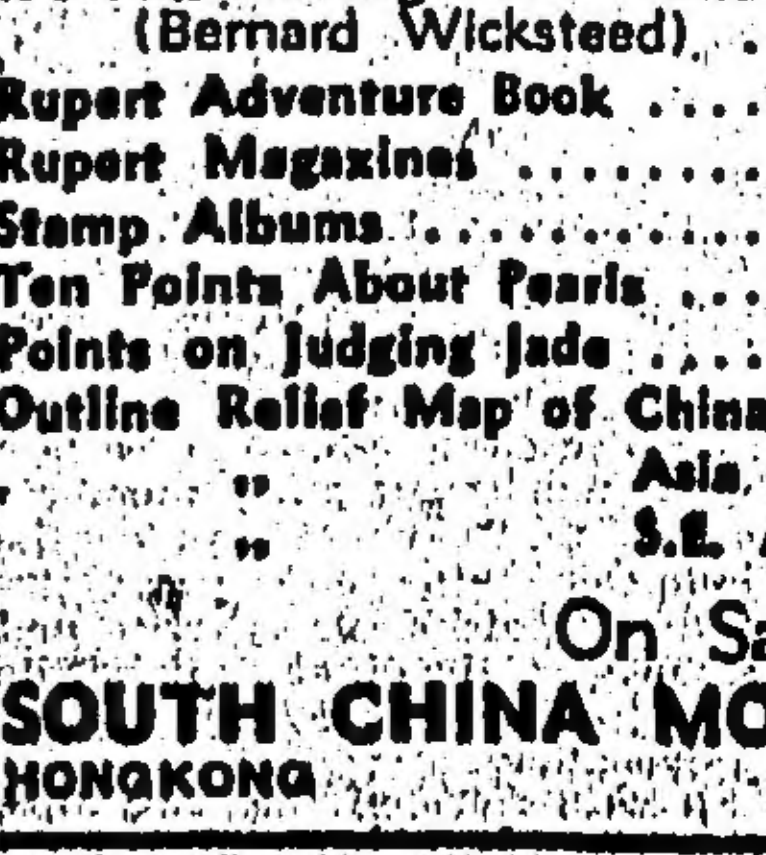 (Bernard Wicksteed) .
Rupert Adventure Book ....
Rupert Magazines ........
Stamp Albums ...........
Ten Points About Pearls ....
Points on Judging Jade ....
Outline Relief Map of China
" Asia,
" S.E.
On Sa
SOUTH CHINA MO
HONGKONG